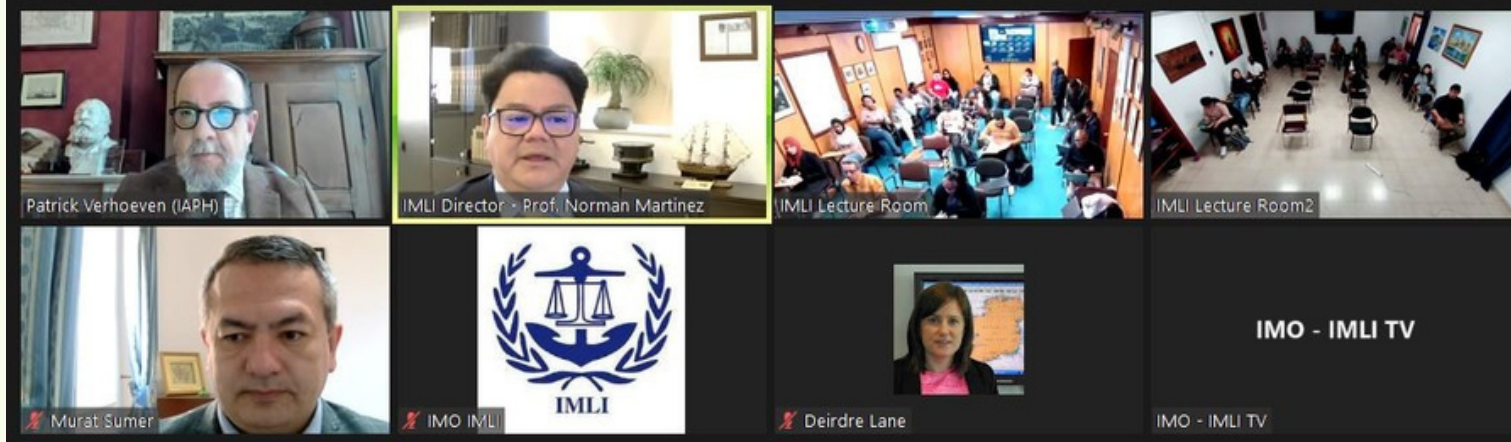 Patrick Verhoeven (IAPH)
IMLI Director - Prof. Norman Martinez
IMLI Lecture Room
IMLI Lecture Room2
Murat Sumer
IMLI
IMO IMLI
Deirdre Lane
IMO - IMLI TV
IMO - IMLI TV